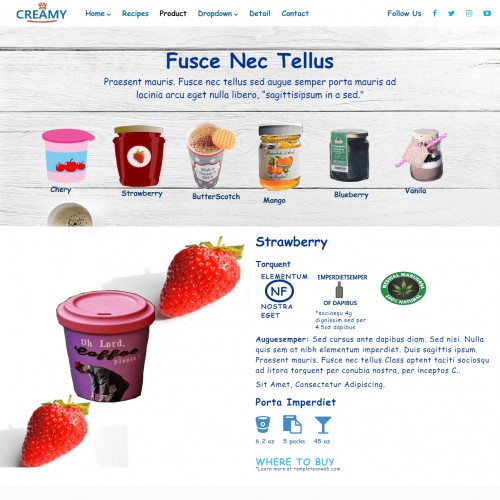 CREAMY
Home Recipes Product Dropdown Detail Contact Follow Us
Fusce Nec Tellus
Praesent mauris. Fusce nec tellus sed augue semper porta mauris ad
lacinia arcu eget nulla libero, "sagittisipsum in a sed."
Chery
Strawberry
ButterScotch
Mango
Blueberry
Vanila
Oh Lord,
Coffee
please
Strawberry
Torquent
ELEMENTUM
NF
NOSTRA
EGET
EMPERDIETSEMPER
OF DAPIBUS
*sociosqu 4g
dignissim sed per
4.5oz dapibus
MEDICAL MARIJUANA
100% NATURAL
Auguesemper: Sed cursus ante dapibus diam. Sed nisi. Nulla
quis sem at nibh elementum imperdiet. Duis sagittis ipsum.
Praesent mauris. Fusce nec tellus Class aptent taciti sociosqu
ad litora torquent per conubia nostra, per inceptos C..
Sit Amet, Consectetur Adipiscing.
Porta Imperdiet
6,2 oz 5 packs 45 oz
WHERE TO BUY
*Learn more at templateonweb.com